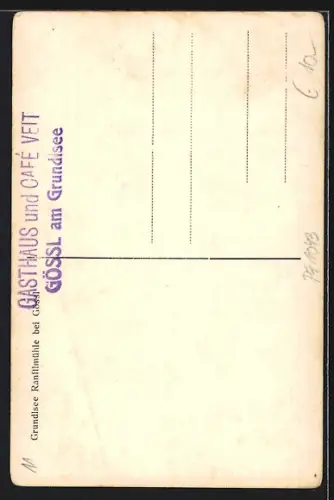 GASTHAUS und CAFÉ VEIT
GÖSSL am Grundlsee
Grundlsee Ranftlmühle bei Gössl